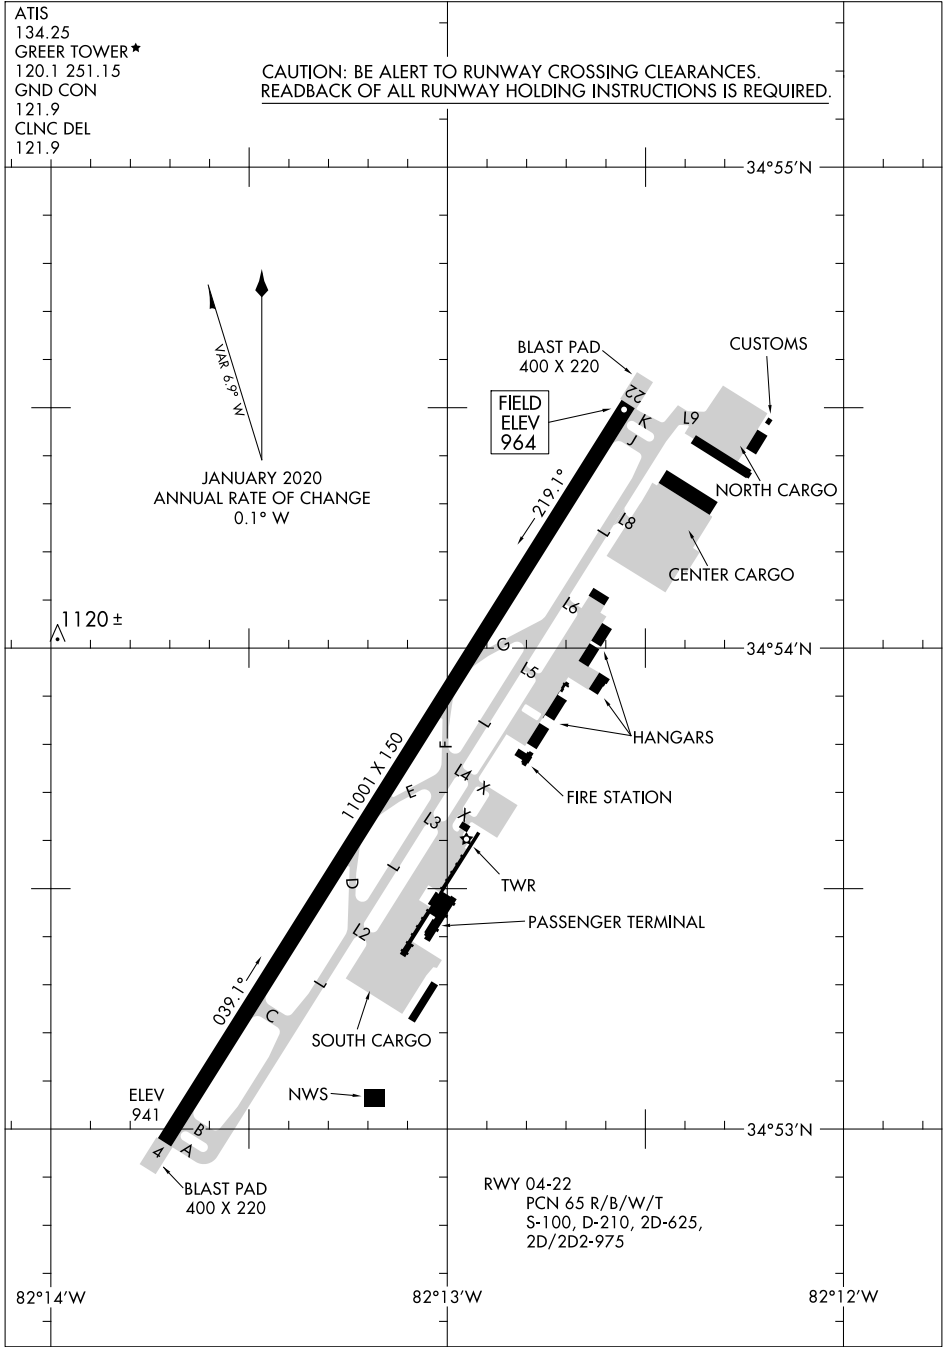 ATIS
134.25
GREER TOWER★
120.1 251.15
GND CON
121.9
CLNC DEL
121.9
CAUTION: BE ALERT TO RUNWAY CROSSING CLEARANCES.
READBACK OF ALL RUNWAY HOLDING INSTRUCTIONS IS REQUIRED.
34°55'N
VAR 6.9° W
JANUARY 2020
ANNUAL RATE OF CHANGE
0.1° W
BLAST PAD
400 X 220
CUSTOMS
22
FIELD
ELEV
964
K
J
L9
219.1°
NORTH CARGO
L8
L
CENTER CARGO
L6
1120 ±
34°54'N
G
L5
L
HANGARS
F
11001 X 150
L4
X
E
FIRE STATION
L3
X
L
TWR
D
PASSENGER TERMINAL
L2
039.1°
L
C
SOUTH CARGO
NWS
ELEV
941
B
A
4
34°53'N
BLAST PAD
400 X 220
RWY 04-22
PCN 65 R/B/W/T
S-100, D-210, 2D-625,
2D/2D2-975
82°14'W
82°13'W
82°12'W